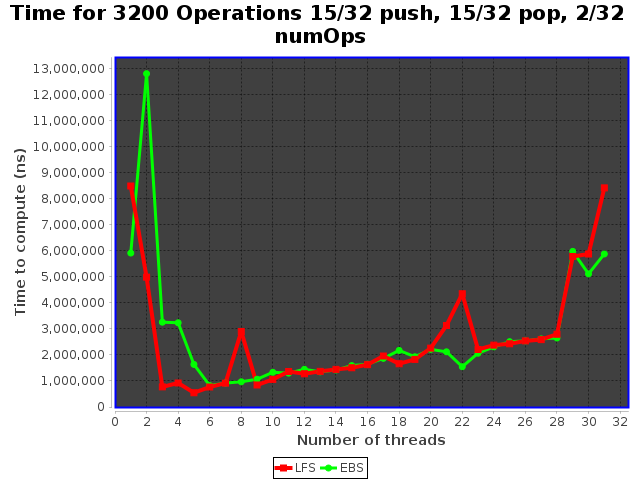 Time for 3200 Operations 15/32 push, 15/32 pop, 2/32
numOps
13,000,000
12,000,000
11,000,000
10,000,000
9,000,000
8,000,000
7,000,000
6,000,000
5,000,000
4,000,000
3,000,000
2,000,000
1,000,000
0
Time to compute (ns)
0 2 4 6 8 10 12 14 16 18 20 22 24 26 28 30 32
Number of threads
LFS EBS